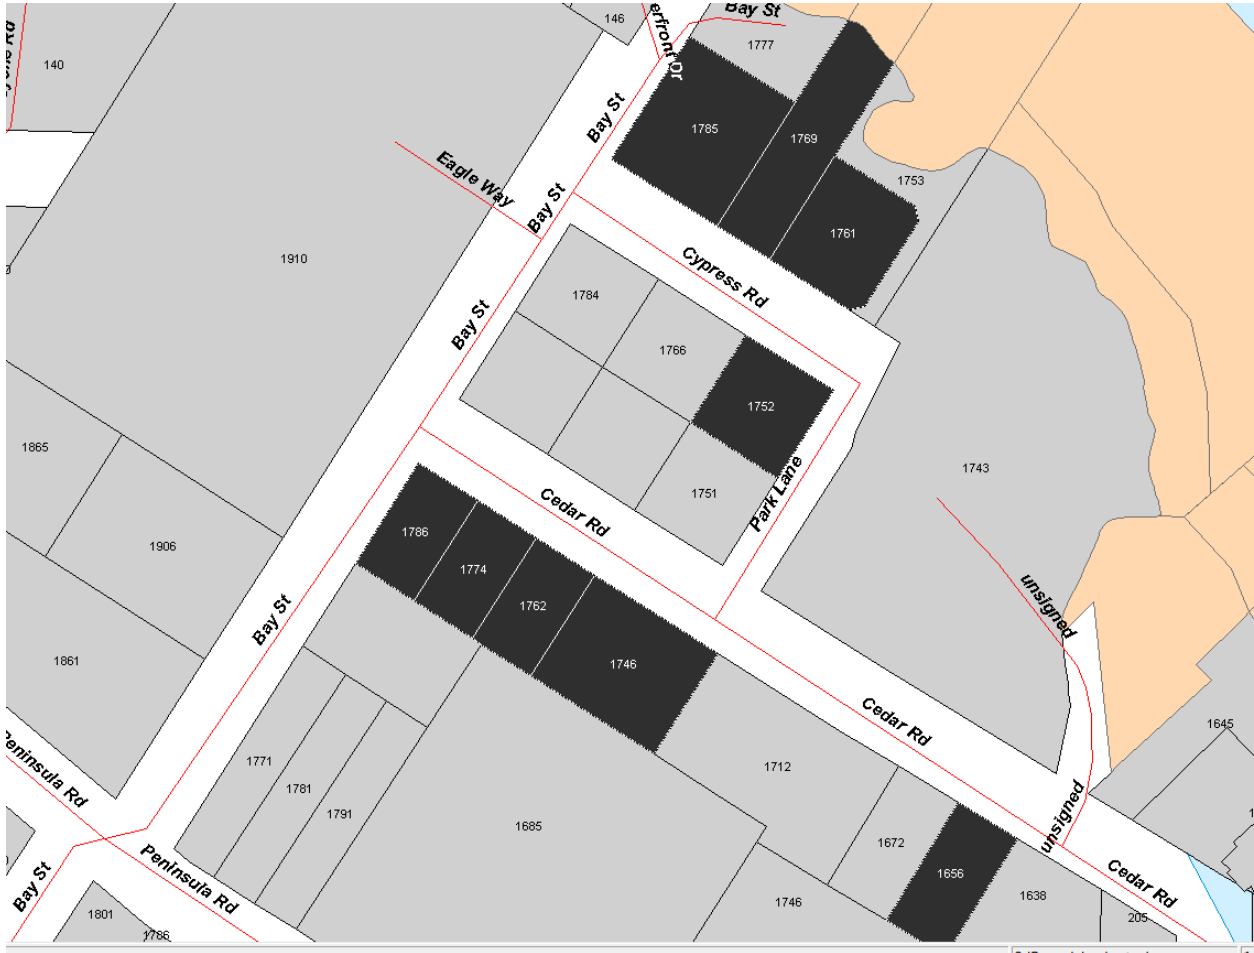 146
Bay St
1777
erfront Dr
140
1785
1769
Bay St
1753
Eagle Way
Bay St
1761
1910
Cypress Rd
1784
Bay St
1766
1752
1865
1743
Park Lane
1751
Cedar Rd
1786
1906
1774
1762
unsigned
Bay St
1861
1746
Cedar Rd
1645
Peninsula Rd
1771
1712
1781
1791
unsigned
1685
1672
Peninsula Rd
1656
Cedar Rd
Bay St
1638
1746
1801
205
1786